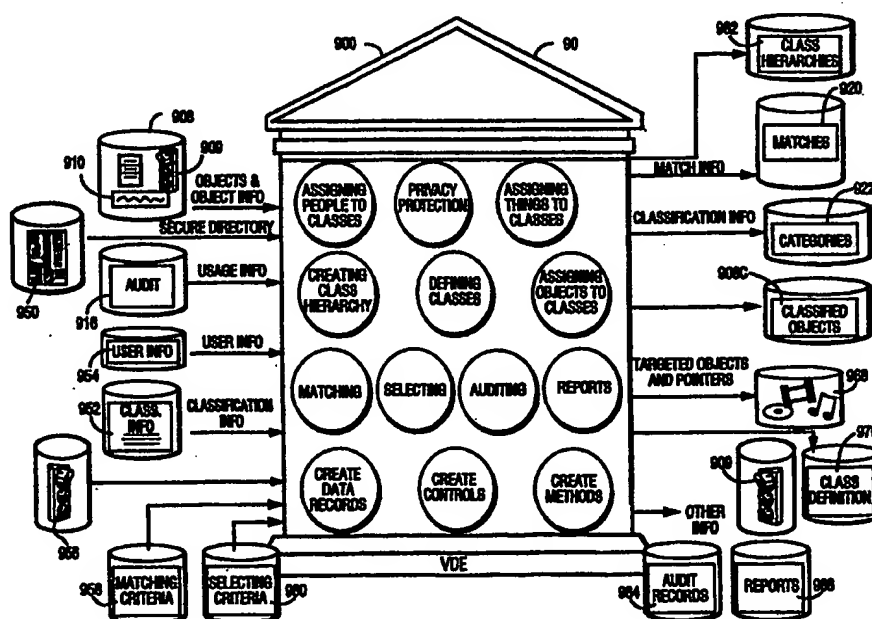 900
90
982
CLASS
HIERARCHIES
920
MATCHES
908
909
910
OBJECTS &
OBJECT INFO
SECURE DIRECTORY
950
AUDIT
916
USAGE INFO
USER INFO
954
USER INFO
952
CLASS.
INFO
CLASSIFICATION
INFO
956
MATCHING
CRITERIA
958
SELECTING
CRITERIA
960
ASSIGNING
PEOPLE TO
CLASSES
PRIVACY
PROTECTION
ASSIGNING
THINGS TO
CLASSES
CREATING
CLASS
HIERARCHY
DEFINING
CLASSES
ASSIGNING
OBJECTS TO
CLASSES
MATCHING
SELECTING
AUDITING
REPORTS
CREATE
DATA
RECORDS
CREATE
CONTROLS
CREATE
METHODS
VDE
MATCH INFO
CLASSIFICATION INFO
922
CATEGORIES
908C
CLASSIFIED
OBJECTS
TARGETED OBJECTS
AND POINTERS
968
909
CLASS
DEFINITION
OTHER
INFO
AUDIT
RECORDS
984
REPORTS
986